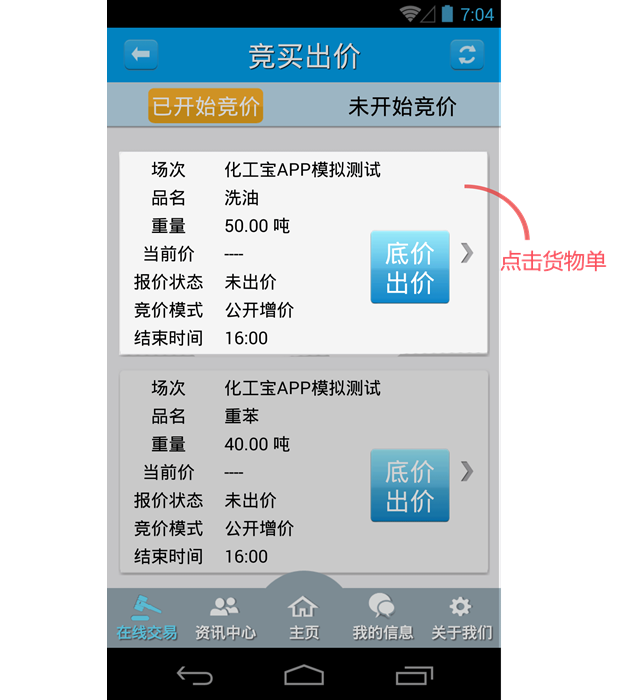 7:04
竞买出价
已开始竞价 未开始竞价
场次 化工宝APP模拟测试
品名 洗油
重量 50.00 吨
当前价 ----
报价状态 未出价
竞价模式 公开增价
结束时间 16:00
底价
出价
点击货物单
场次 化工宝APP模拟测试
品名 重苯
重量 40.00 吨
当前价 ----
报价状态 未出价
竞价模式 公开增价
结束时间 16:00
底价
出价
在线交易 资讯中心 主页 我的信息 关于我们